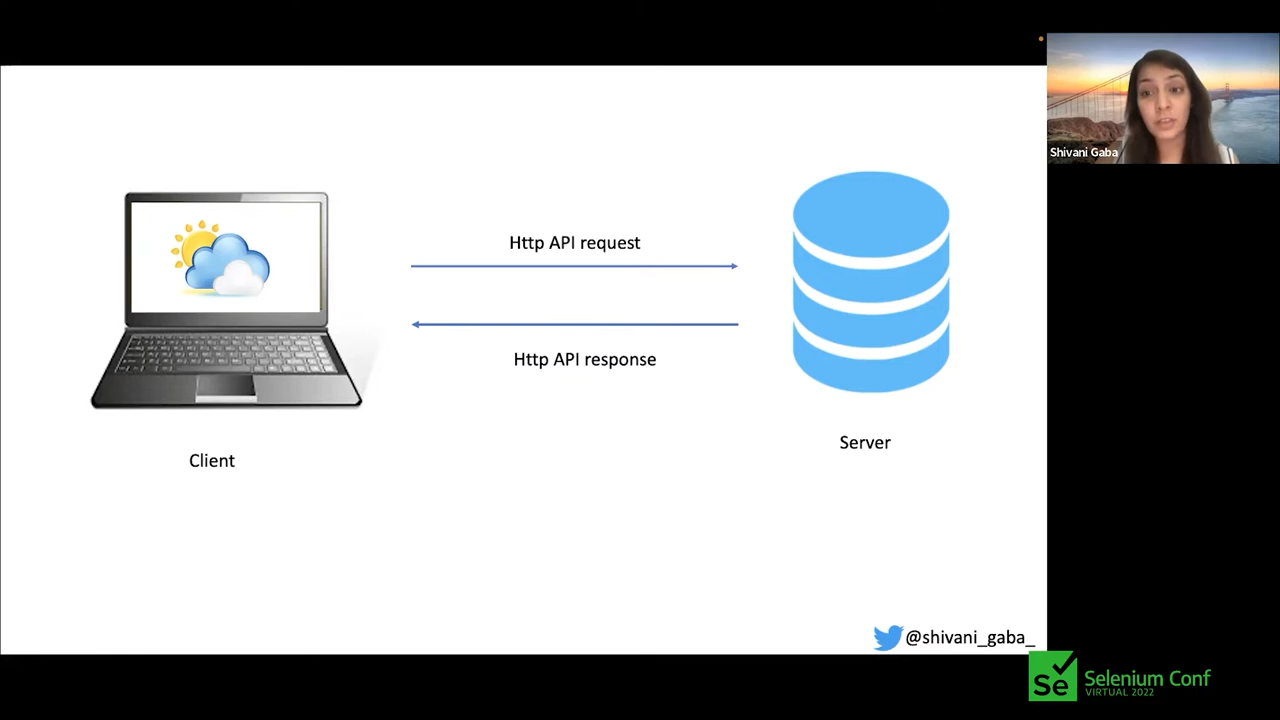 Shivani Gaba
Http API request
Http API response
Server
Client
@shivani_gaba_
Se
Selenium Conf
VIRTUAL 2022